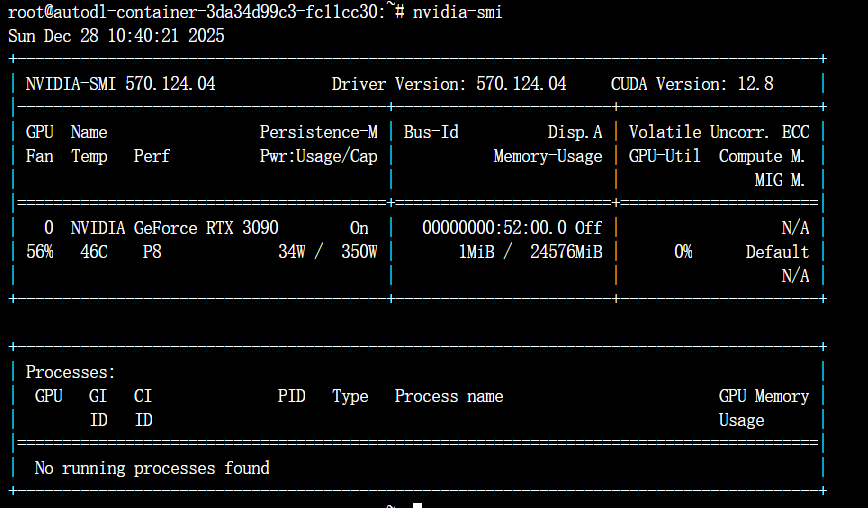 root@autodl-container-3da34d99c3-fc11cc30:~# nvidia-smi
Sun Dec 28 10:40:21 2025
+-----------------------------------------------------------------------------------------+
| NVIDIA-SMI 570.124.04             Driver Version: 570.124.04     CUDA Version: 12.8     |
|-----------------------------------------+------------------------+----------------------+
| GPU  Name                 Persistence-M | Bus-Id          Disp.A | Volatile Uncorr. ECC |
| Fan  Temp   Perf          Pwr:Usage/Cap |           Memory-Usage | GPU-Util  Compute M. |
|                                         |                        |               MIG M. |
|=========================================+========================+======================|
|   0  NVIDIA GeForce RTX 3090        On  |   00000000:52:00.0 Off |                  N/A |
| 56%   46C    P8              34W /  350W |       1MiB /  24576MiB |      0%      Default |
|                                         |                        |                  N/A |
+-----------------------------------------+------------------------+----------------------+
+-----------------------------------------------------------------------------------------+
| Processes:                                                                              |
|  GPU   GI   CI              PID   Type   Process name                        GPU Memory |
|        ID   ID                                                               Usage      |
|=========================================================================================|
|  No running processes found                                                             |
+-----------------------------------------------------------------------------------------+